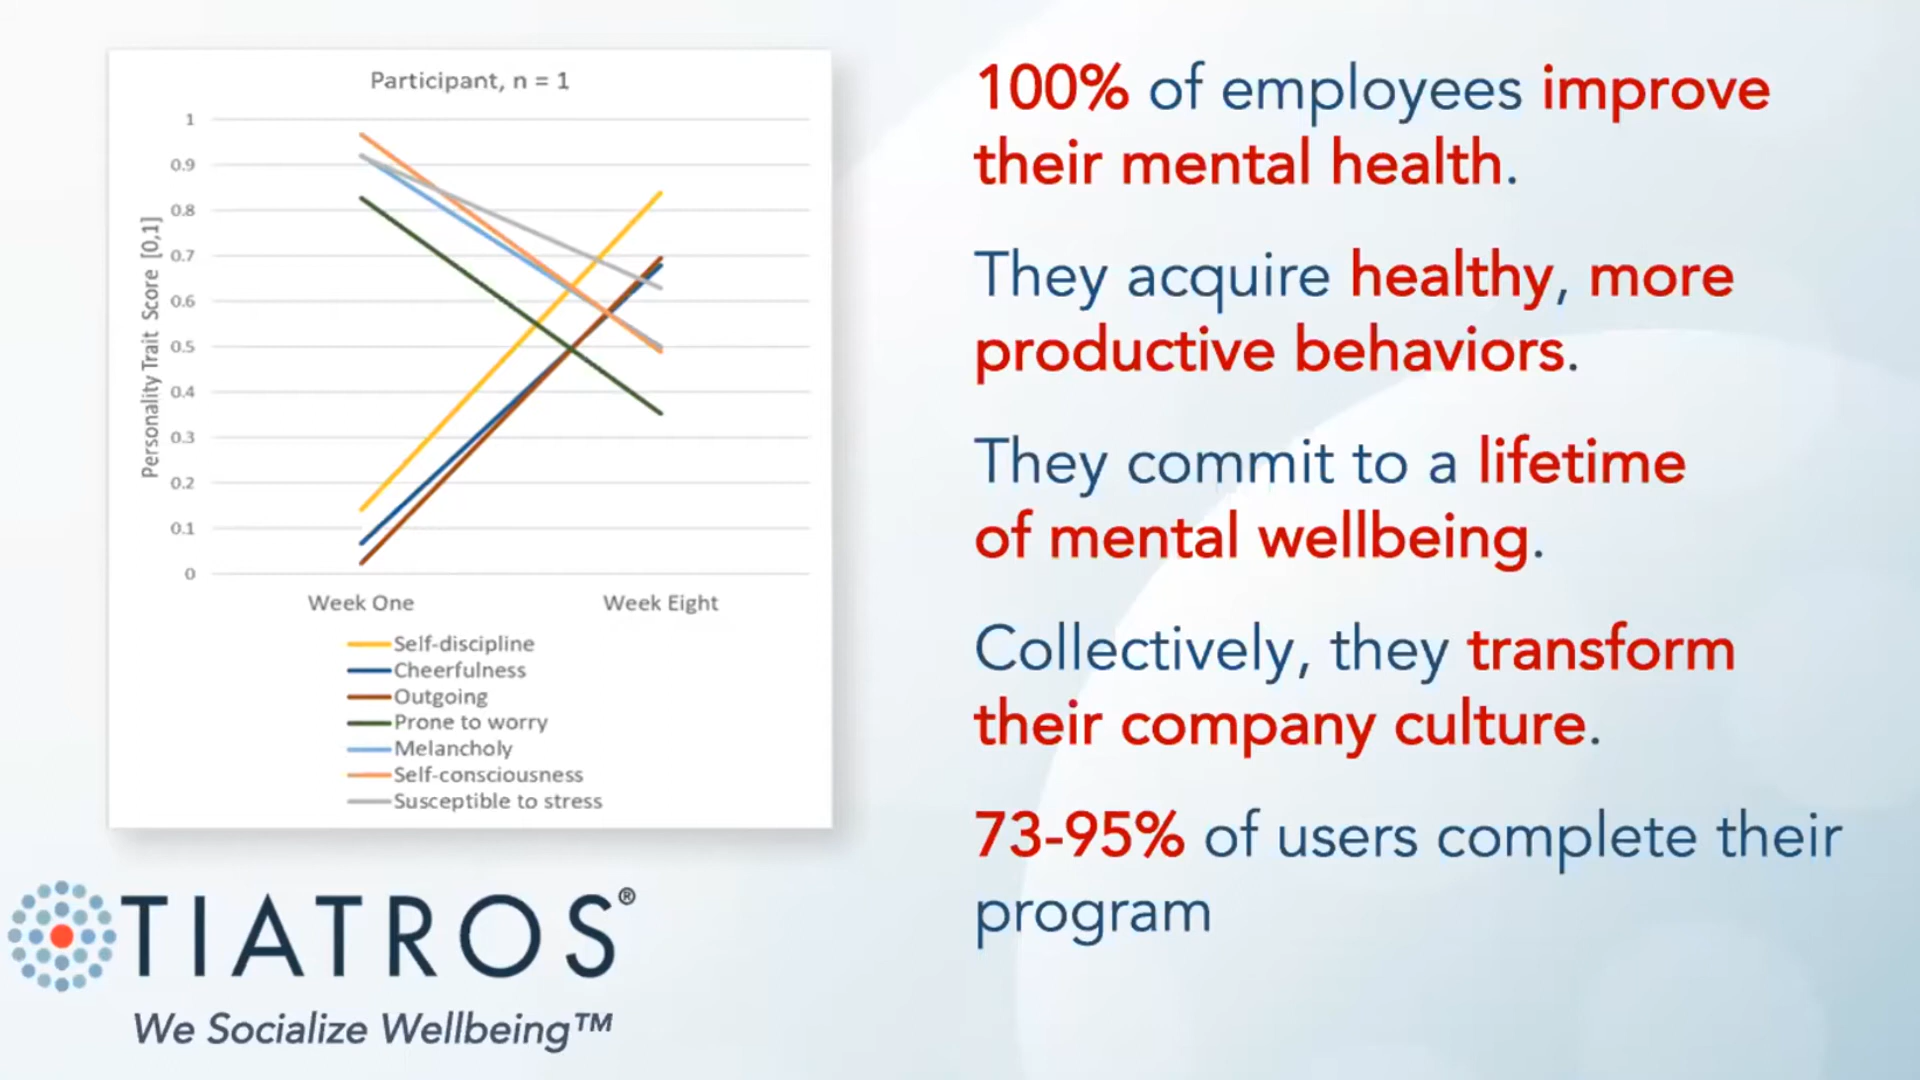 Participant, n = 1
1
0.9
0.8
0.7
0.6
0.5
0.4
0.3
0.2
0.1
0
Personality Trait Score [0,1]
Week One Week Eight
Self-discipline
Cheerfulness
Outgoing
Prone to worry
Melancholy
Self-consciousness
Susceptible to stress
TIATROS®
We Socialize Wellbeing™
100% of employees improve
their mental health.
They acquire healthy, more
productive behaviors.
They commit to a lifetime
of mental wellbeing.
Collectively, they transform
their company culture.
73-95% of users complete their
program